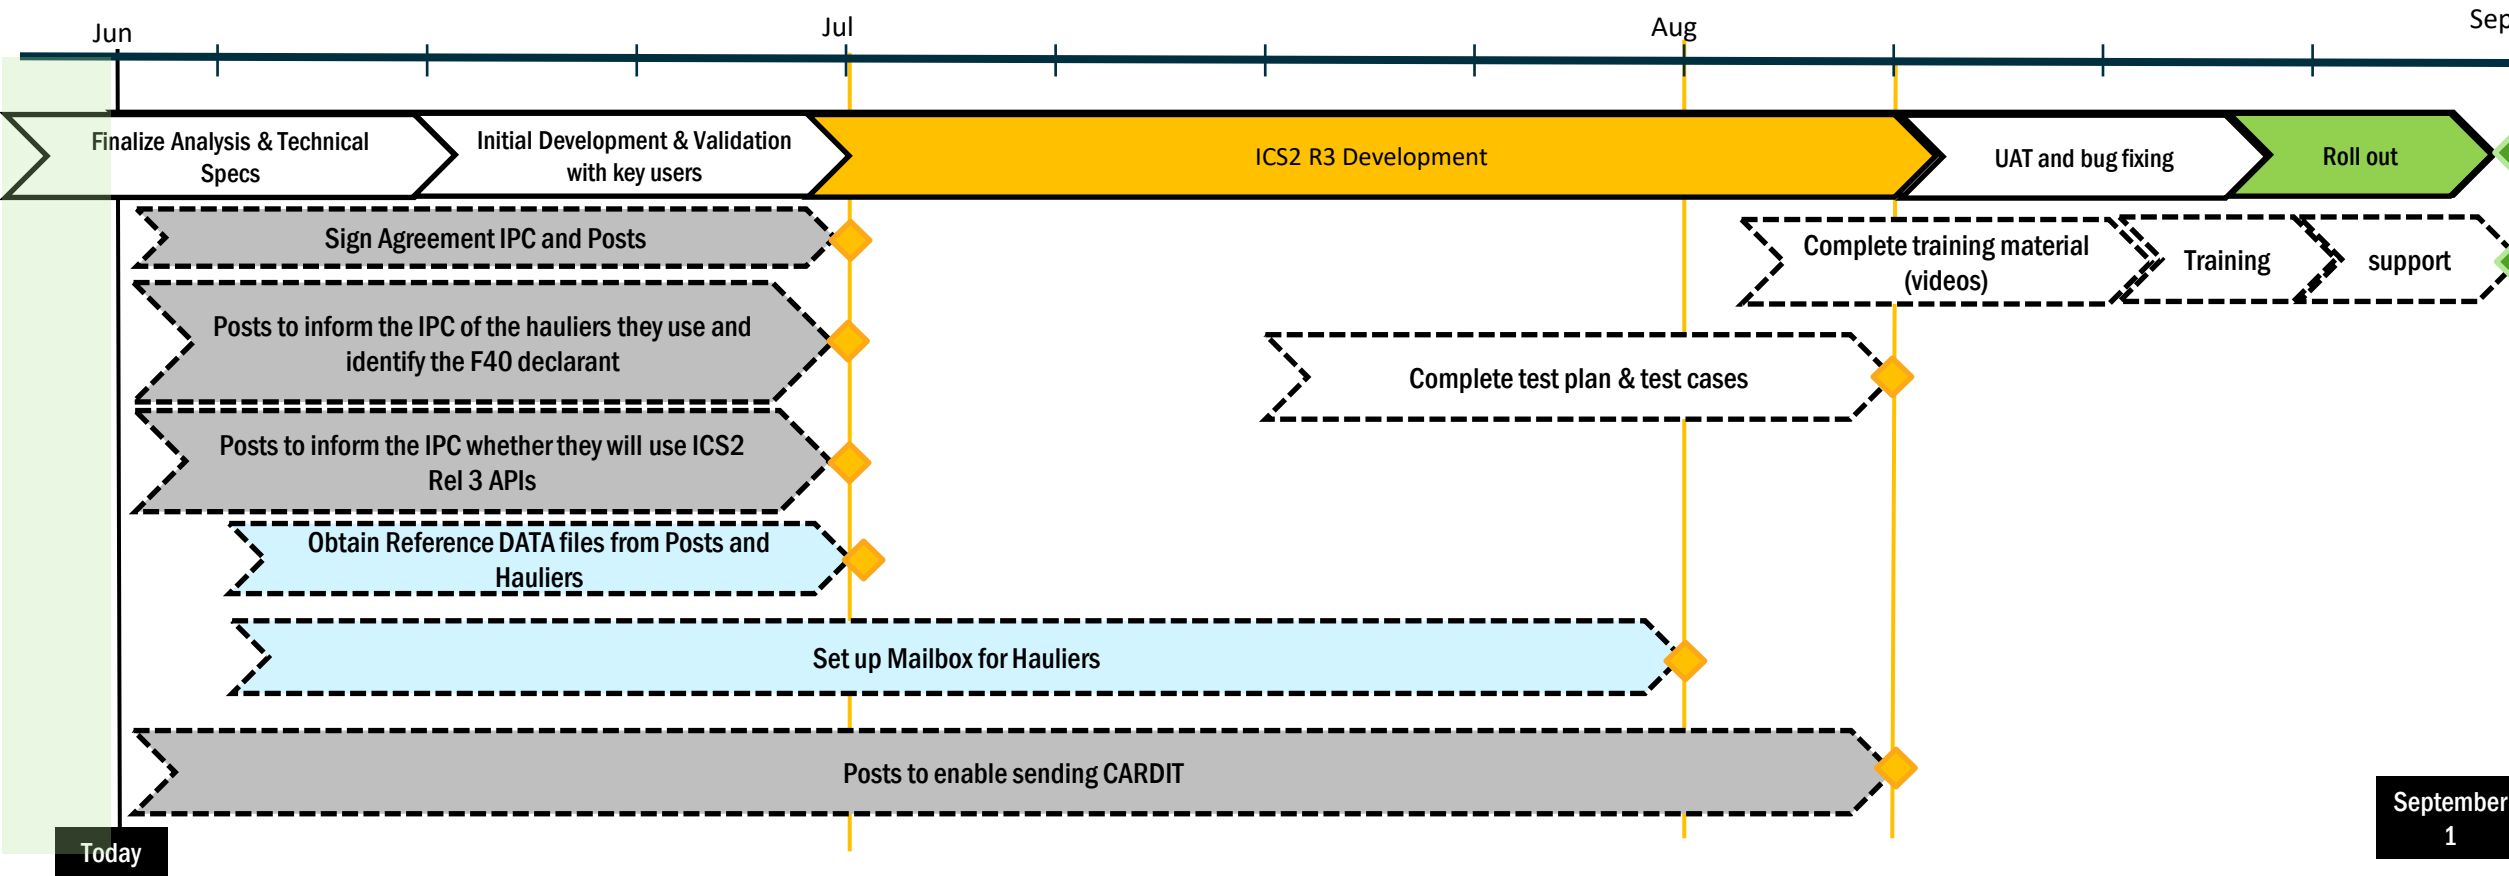 Jun
Jul
Aug
Sep
Finalize Analysis & Technical
Specs
Initial Development & Validation
with key users
ICS2 R3 Development
UAT and bug fixing
Roll out
Sign Agreement IPC and Posts
Complete training material
(videos)
Training
support
Posts to inform the IPC of the hauliers they use and
identify the F40 declarant
Complete test plan & test cases
Posts to inform the IPC whether they will use ICS2
Rel 3 APIs
Obtain Reference DATA files from Posts and
Hauliers
Set up Mailbox for Hauliers
Posts to enable sending CARDIT
September
1
Today